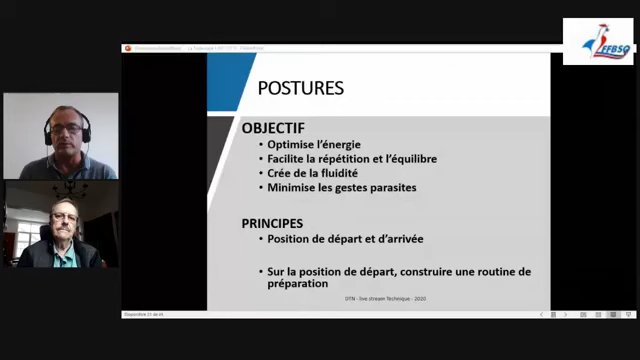 FFBSQ
POSTURES
OBJECTIF
• Optimise l'énergie
• Facilite la répétition et l'équilibre
• Crée de la fluidité
• Minimise les gestes parasites
PRINCIPES
• Position de départ et d'arrivée
• Sur la position de départ, construire une routine de
préparation
DTN - live stream Technique - 2020